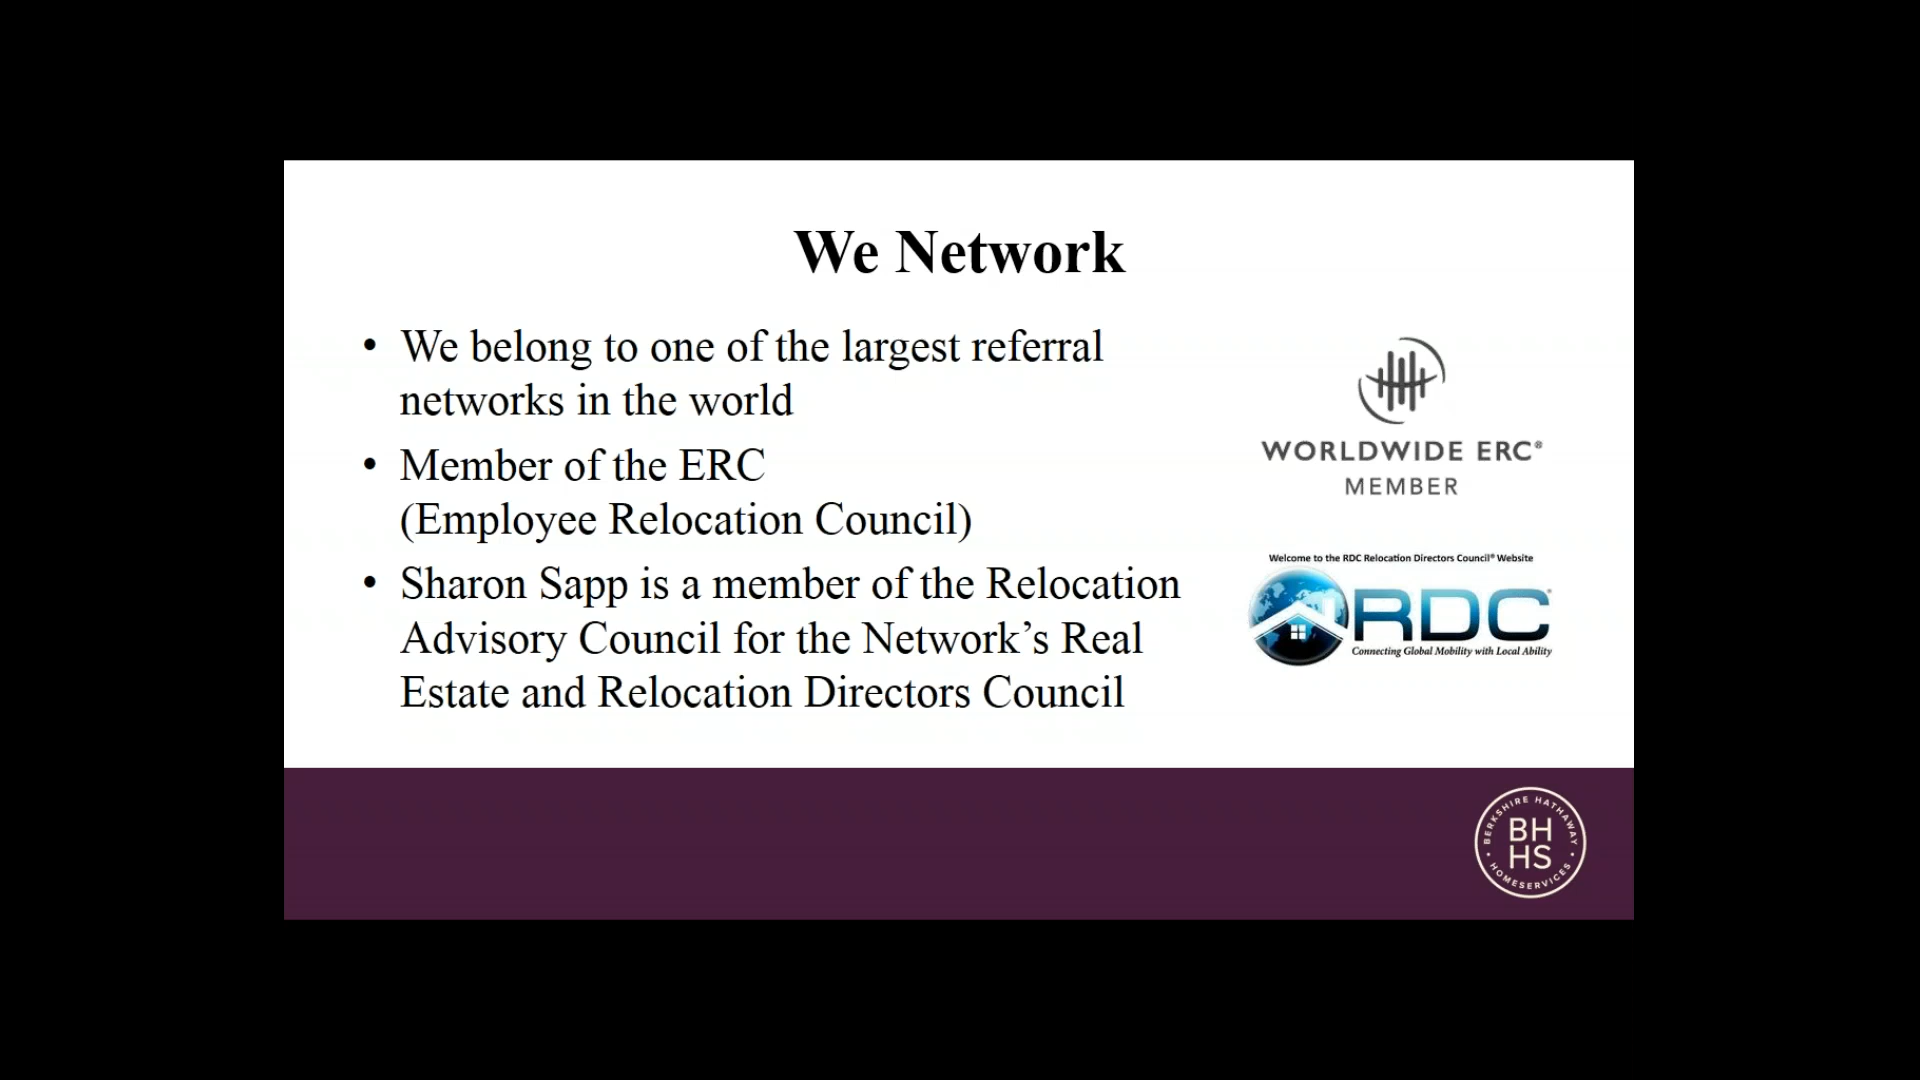 We Network
• We belong to one of the largest referral
networks in the world
• Member of the ERC
(Employee Relocation Council)
• Sharon Sapp is a member of the Relocation
Advisory Council for the Network’s Real
Estate and Relocation Directors Council
WORLDWIDE ERC®
MEMBER
Welcome to the RDC Relocation Directors Council® Website
RDC®
Connecting Global Mobility with Local Ability
BERKSHIRE HATHAWAY
BH
HS
HOMESERVICES